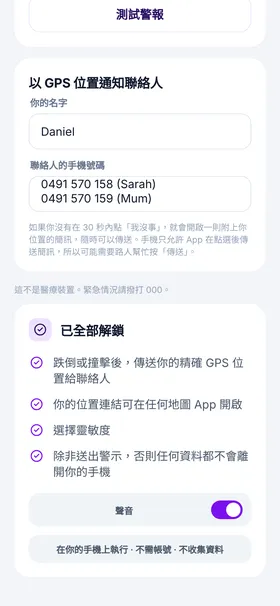 測試警報
以 GPS 位置通知聯絡人
你的名字
Daniel
聯絡人的手機號碼
0491 570 158 (Sarah)
0491 570 159 (Mum)
如果你沒有在 30 秒內點「我沒事」，就會開啟一則附上你
位置的簡訊。隨時可以傳送。手機只允許 App 在點選後傳
送簡訊，所以可能需要路人幫忙按「傳送」。
這不是醫療裝置。緊急情況請撥打 000。
已全部解鎖
跌倒或撞擊後，傳送你的精確 GPS 位
置給聯絡人
你的位置連結可在任何地圖 App 開啟
選擇靈敏度
除非送出警示，否則任何資料都不會離
開你的手機
聲音
在你的手機上執行 · 不需帳號 · 不收集資料